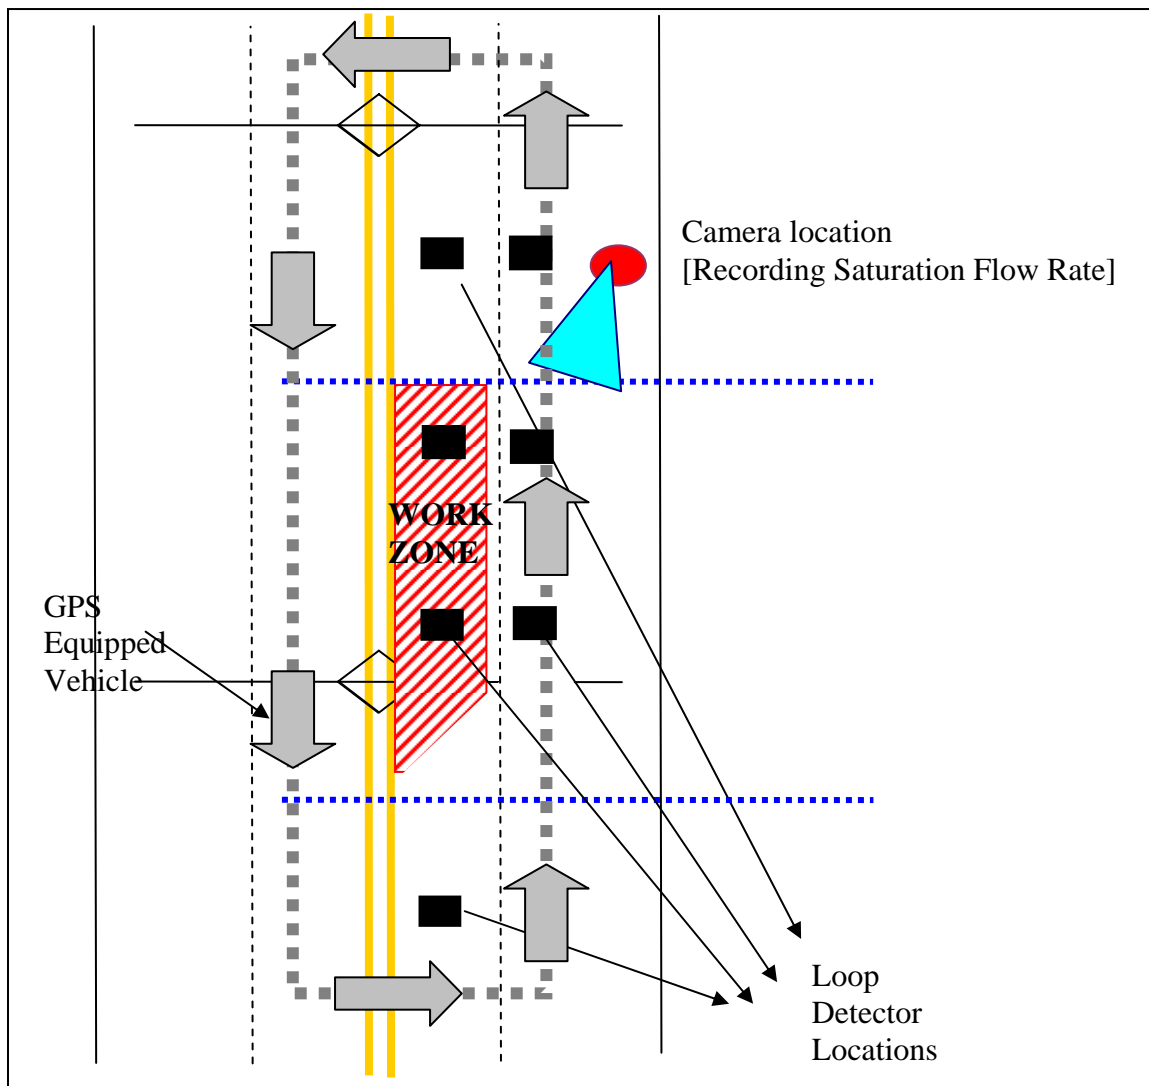 Camera location
[Recording Saturation Flow Rate]
WORK
ZONE
GPS
Equipped
Vehicle
Loop
Detector
Locations